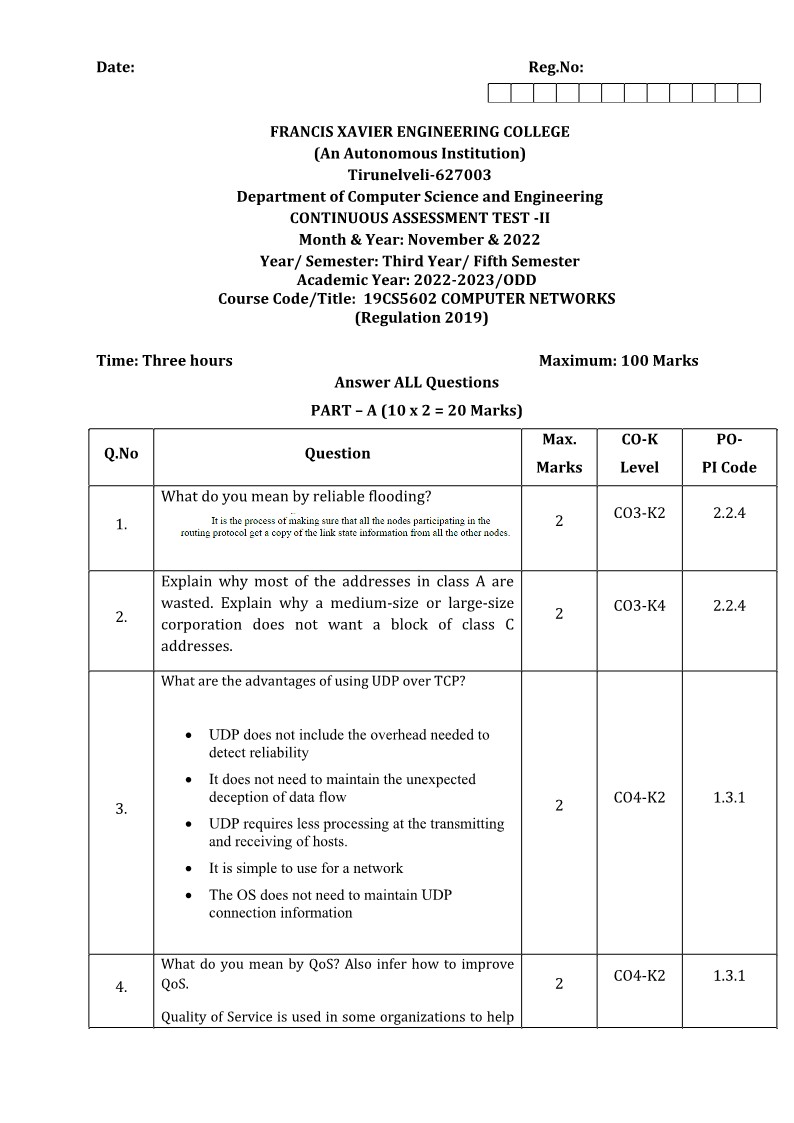 Date: Reg.No:
FRANCIS XAVIER ENGINEERING COLLEGE
(An Autonomous Institution)
Tirunelveli-627003
Department of Computer Science and Engineering
CONTINUOUS ASSESSMENT TEST -II
Month & Year: November & 2022
Year/ Semester: Third Year/ Fifth Semester
Academic Year: 2022-2023/ODD
Course Code/Title: 19CS5602 COMPUTER NETWORKS
(Regulation 2019)
Time: Three hours Maximum: 100 Marks
Answer ALL Questions
PART – A (10 x 2 = 20 Marks)
Q.No Question Max. Marks CO-K Level PO- PI Code
1. What do you mean by reliable flooding? 2 CO3-K2 2.2.4
It is the process of making sure that all the nodes participating in the
routing protocol get a copy of the link state information from all the other nodes.
2. Explain why most of the addresses in class A are 2 CO3-K4 2.2.4
wasted. Explain why a medium-size or large-size
corporation does not want a block of class C
addresses.
3. What are the advantages of using UDP over TCP? 2 CO4-K2 1.3.1
• UDP does not include the overhead needed to
detect reliability
• It does not need to maintain the unexpected
deception of data flow
• UDP requires less processing at the transmitting
and receiving of hosts.
• It is simple to use for a network
• The OS does not need to maintain UDP
connection information
4. What do you mean by QoS? Also infer how to improve 2 CO4-K2 1.3.1
QoS.
Quality of Service is used in some organizations to help